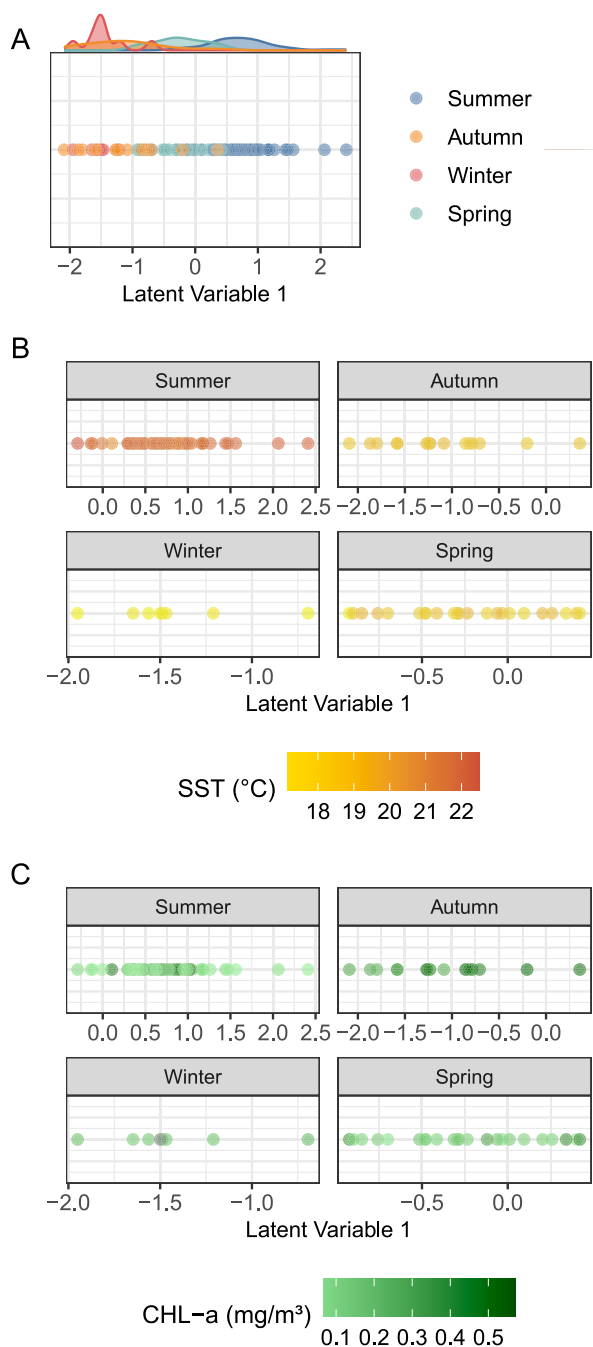 A
Summer
Autumn
Winter
Spring
−2 −1 0 1 2
Latent Variable 1
B
Summer Autumn
0.0 0.5 1.0 1.5 2.0 2.5 −2.0 −1.5 −1.0 −0.5 0.0
Winter Spring
−2.0 −1.5 −1.0 −0.5 0.0
Latent Variable 1
SST (°C)
18 19 20 21 22
C
Summer Autumn
0.0 0.5 1.0 1.5 2.0 2.5 −2.0 −1.5 −1.0 −0.5 0.0
Winter Spring
−2.0 −1.5 −1.0 −0.5 0.0
Latent Variable 1
CHL−a (mg/m³)
0.1 0.2 0.3 0.4 0.5